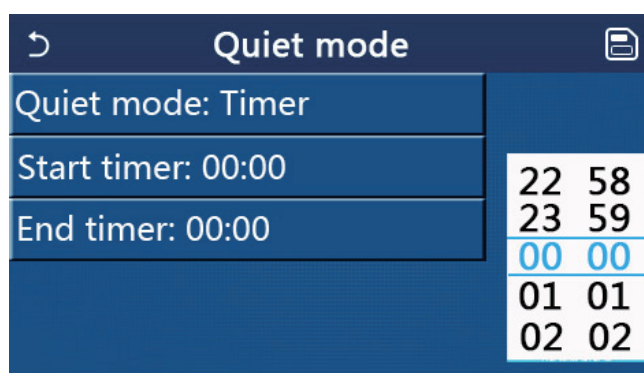 Quiet mode
Quiet mode: Timer
Start timer: 00:00
End timer: 00:00
22 58
23 59
00 00
01 01
02 02